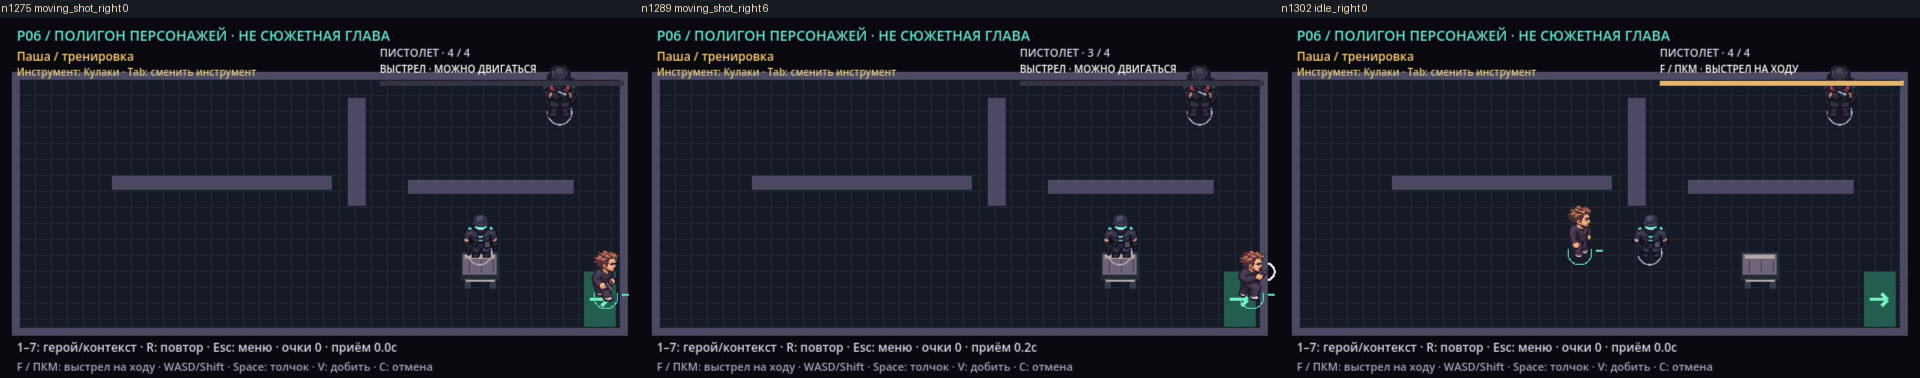 n1275 moving_shot_right0
P06 / ПОЛИГОН ПЕРСОНАЖЕЙ · НЕ СЮЖЕТНАЯ ГЛАВА
Паша / тренировка
ПИСТОЛЕТ · 4 / 4
Инструмент: Кулаки · Tab: сменить инструмент
ВЫСТРЕЛ · МОЖНО ДВИГАТЬСЯ
1–7: герой/контекст · R: повтор · Esc: меню · очки 0 · приём 0.0с
F / ПКМ: выстрел на ходу · WASD/Shift · Space: толчок · V: добить · C: отмена
n1289 moving_shot_right6
P06 / ПОЛИГОН ПЕРСОНАЖЕЙ · НЕ СЮЖЕТНАЯ ГЛАВА
Паша / тренировка
ПИСТОЛЕТ · 3 / 4
Инструмент: Кулаки · Tab: сменить инструмент
ВЫСТРЕЛ · МОЖНО ДВИГАТЬСЯ
1–7: герой/контекст · R: повтор · Esc: меню · очки 0 · приём 0.2с
F / ПКМ: выстрел на ходу · WASD/Shift · Space: толчок · V: добить · C: отмена
n1302 idle_right0
P06 / ПОЛИГОН ПЕРСОНАЖЕЙ · НЕ СЮЖЕТНАЯ ГЛАВА
Паша / тренировка
ПИСТОЛЕТ · 4 / 4
Инструмент: Кулаки · Tab: сменить инструмент
F / ПКМ · ВЫСТРЕЛ НА ХОДУ
1–7: герой/контекст · R: повтор · Esc: меню · очки 0 · приём 0.0с
F / ПКМ: выстрел на ходу · WASD/Shift · Space: толчок · V: добить · C: отмена